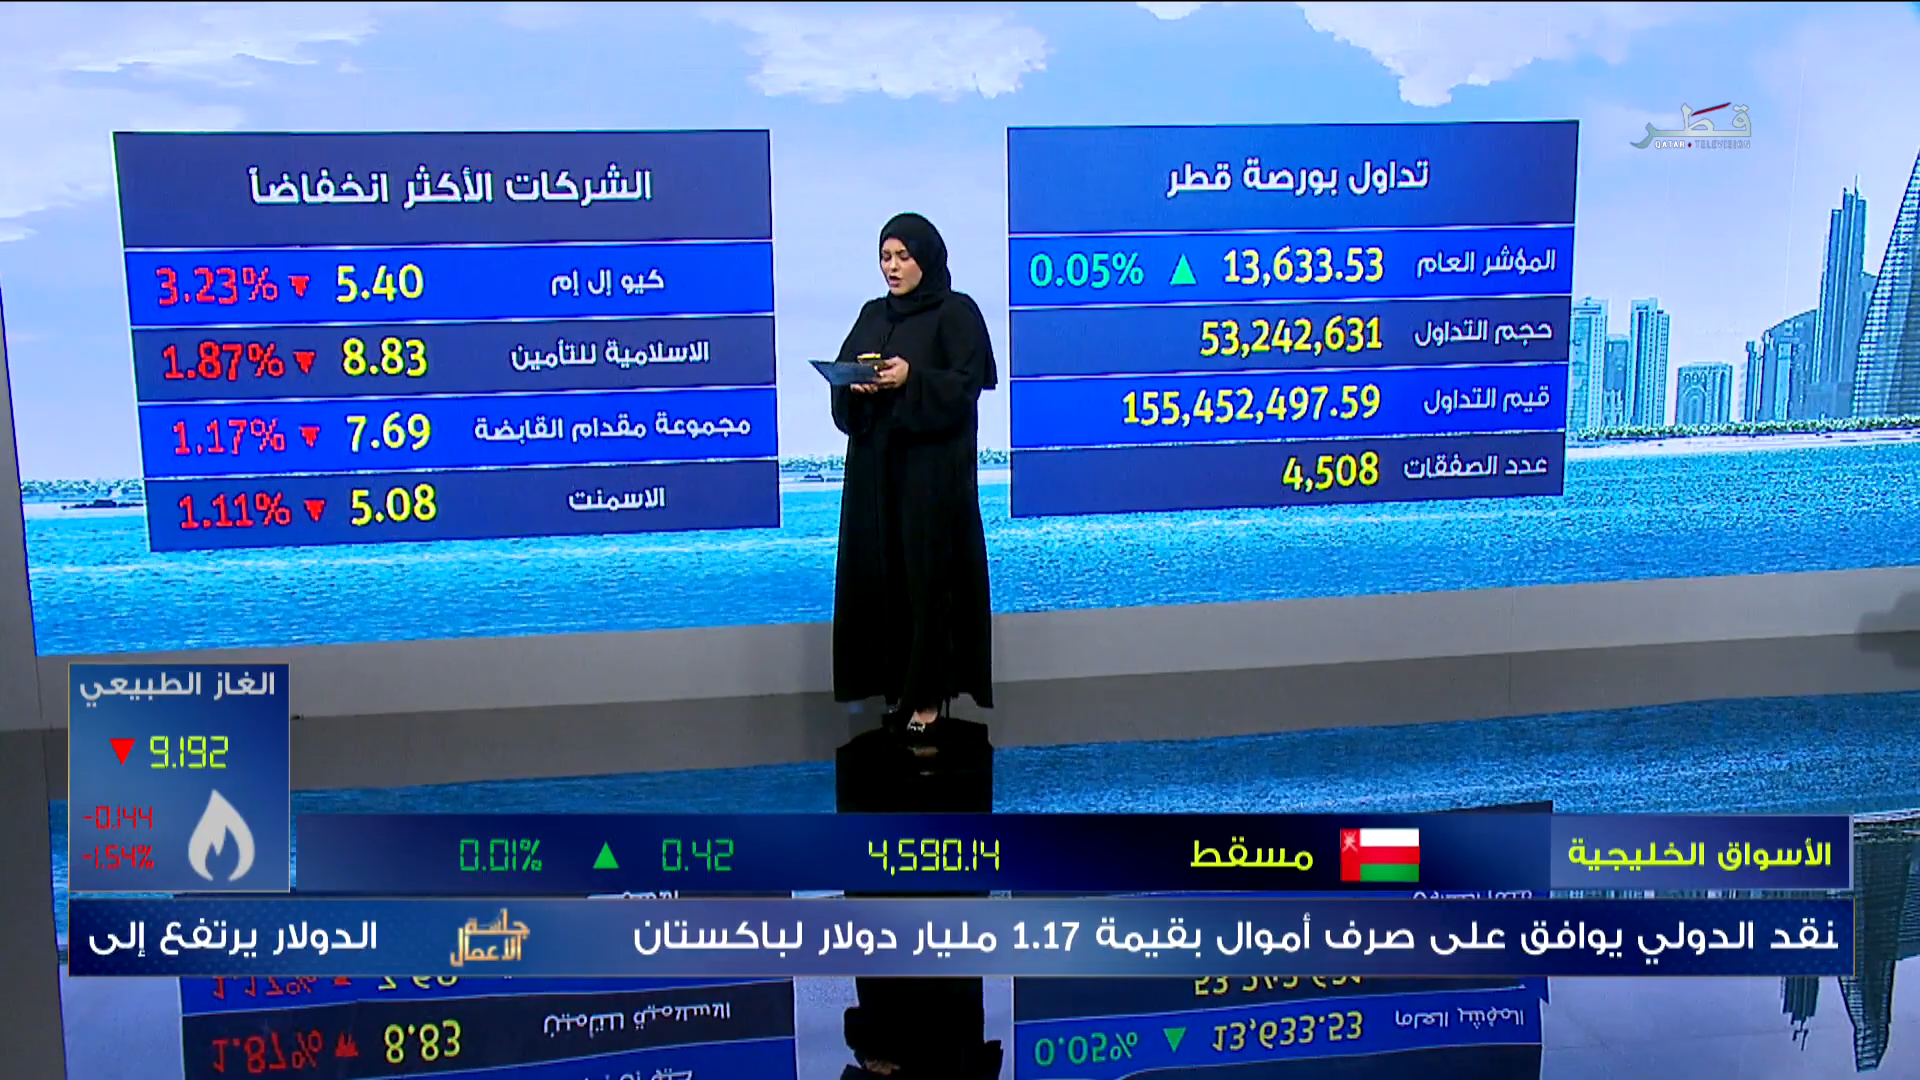 قطر
QATAR TELEVISION
تداول بورصة قطر
المؤشر العام 13,633.53 ▲ 0.05%
حجم التداول 53,242,631
قيم التداول 155,452,497.59
عدد الصفقات 4,508
الشركات الأكثر انخفاضاً
كيو إل إم 5.40 ▼ 3.23%
الاسلامية للتأمين 8.83 ▼ 1.87%
مجموعة مقدام القابضة 7.69 ▼ 1.17%
الاسمنت 5.08 ▼ 1.11%
الغاز الطبيعي
9.192 ▼
-0.144
-1.54%
الأسواق الخليجية مسقط 4,590.14 0.42 ▲ 0.01%
نقد الدولي يوافق على صرف أموال بقيمة 1.17 مليار دولار لباكستان جلسة الأعمال الدولار يرتفع إلى